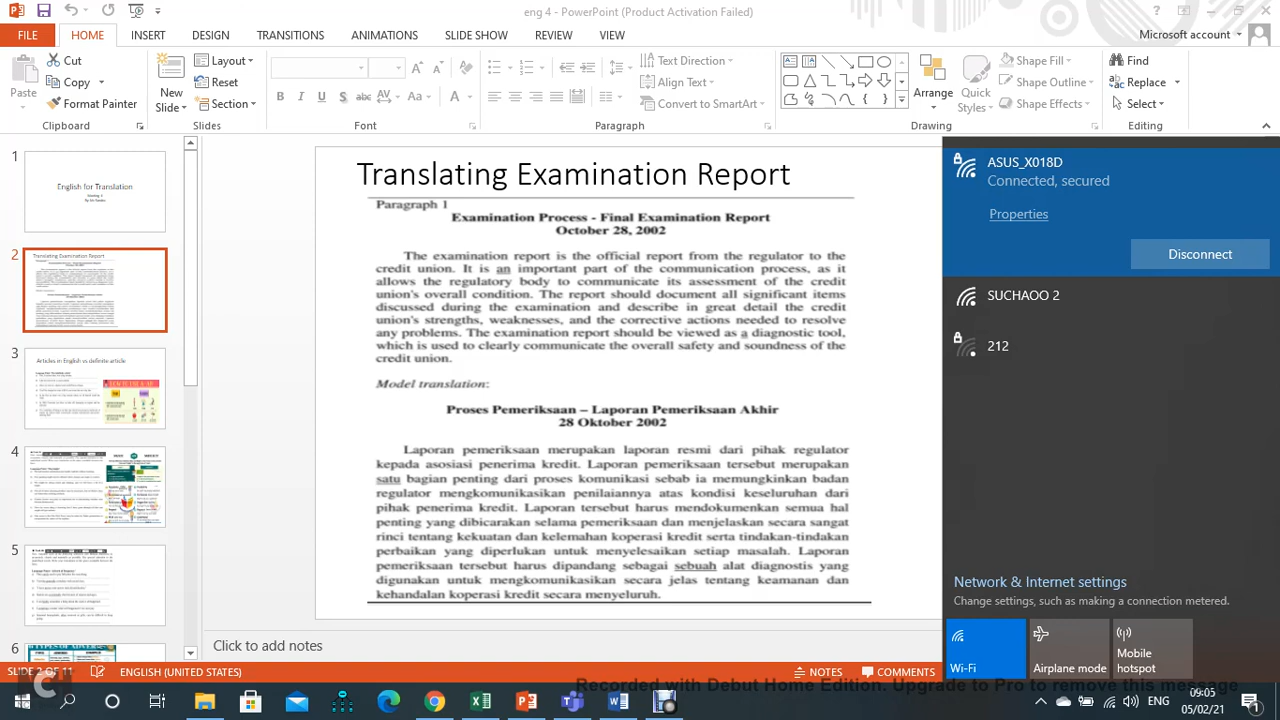 eng 4 - PowerPoint (Product Activation Failed)
FILE HOME INSERT DESIGN TRANSITIONS ANIMATIONS SLIDE SHOW REVIEW VIEW
Microsoft account
Paste
Cut
Copy
Format Painter
Clipboard
New Slide
Layout
Reset
Section
Slides
Font
Text Direction
Align Text
Convert to SmartArt
Paragraph
Arrange
Quick Styles
Shape Fill
Shape Outline
Shape Effects
Drawing
Find
Replace
Select
Editing
1
English for Translation
2
Translating Examination Report
3
Articles in English vs definite article
4
5
6
Translating Examination Report
Paragraph 1
Examination Process - Final Examination Report
October 28, 2002
The examination report is the official report from the regulator to the
credit union. It is an important part of the communication process, as it
allows the regulatory body to communicate its assessment of the credit
union's overall condition. The report should document all significant items
discussed during the examination and describe in great detail the credit
union's strengths, weaknesses, and the corrective actions needed to resolve
any problems. The examination report should be viewed as a diagnostic tool,
which is used to clearly communicate the overall safety and soundness of the
credit union.
Model translation:
Proses Pemeriksaan – Laporan Pemeriksaan Akhir
28 Oktober 2002
Laporan pemeriksaan merupakan laporan resmi dari pihak regulator
kepada asosiasi penerima kredit. Laporan pemeriksaan tersebut merupakan
satu bagian penting dari proses komunikasi sebab ia memungkinkan badan
regulator mengkomunikasikan penilaiannya atas kondisi keseluruhan dari
pihak penerima kredit. Laporan tersebut harus mendokumenkan semua hal
penting yang dibicarakan selama pemeriksaan dan menjelaskan secara sangat
rinci tentang kekuatan dan kelemahan koperasi kredit serta tindakan-tindakan
perbaikan yang diperlukan untuk menyelesaikan setiap masalah. Laporan
pemeriksaan tersebut harus dipandang sebagai sebuah alat diagnostis yang
digunakan untuk mengkomunikasikan secara jelas tentang keamanan dan
kehandalan koperasi kredit secara menyeluruh.
Click to add notes
ASUS_X018D
Connected, secured
Properties
Disconnect
SUCHAOO 2
212
Network & Internet settings
settings, such as making a connection metered.
Wi-Fi
Airplane mode
Mobile hotspot
SLIDE 2 OF 11
ENGLISH (UNITED STATES)
NOTES
COMMENTS
Recorded with Debut Home Edition. Upgrade to Pro to remove this message
ENG
09:05
05/02/21